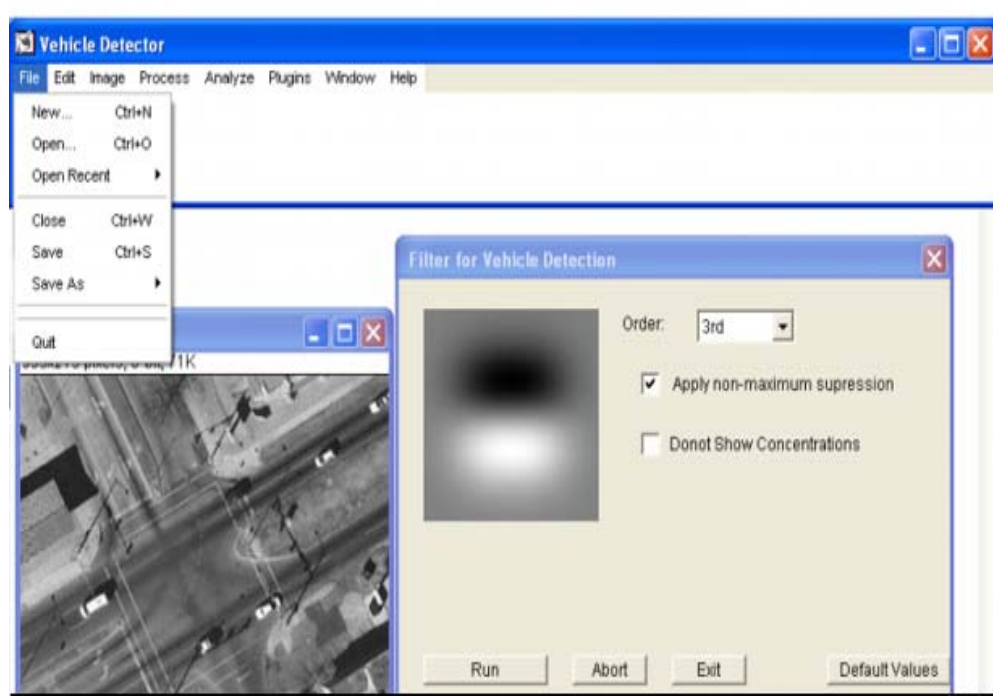 Vehicle Detector
File Edit Image Process Analyze Plugins Window Help
New... Ctrl+N
Open... Ctrl+O
Open Recent
Close Ctrl+W
Save Ctrl+S
Save As
Quit
71K
Filter for Vehicle Detection
Order: 3rd
Apply non-maximum supression
Donot Show Concentrations
Run Abort Exit Default Values